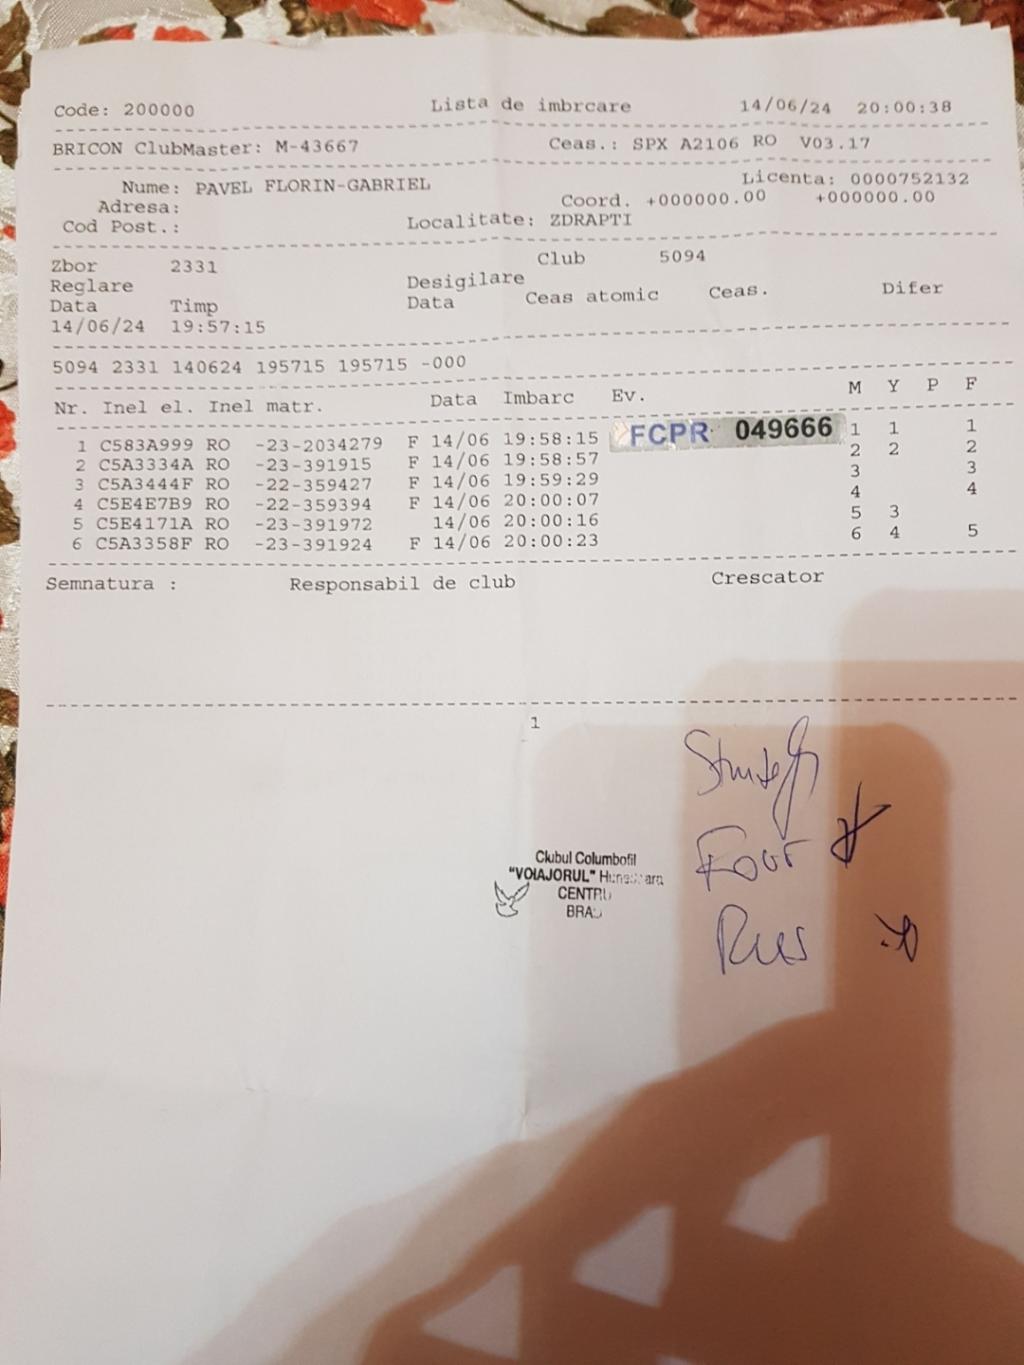 Code: 200000 Lista de imbrcare 14/06/24 20:00:38
BRICON ClubMaster: M-43667 Ceas.: SPX A2106 RO V03.17
Nume: PAVEL FLORIN-GABRIEL Licenta: 0000752132
Adresa: Coord. +000000.00 +000000.00
Cod Post.: Localitate: ZDRAPTI
Zbor 2331 Club 5094
Reglare Desigilare
Data Timp Data Ceas atomic Ceas. Difer
14/06/24 19:57:15
5094 2331 140624 195715 195715 -000
Nr. Inel el. Inel matr. Data Imbarc Ev. M Y P F
1 C583A999 RO -23-2034279 F 14/06 19:58:15 FCPR 049666 1 1 1
2 C5A3334A RO -23-391915 F 14/06 19:58:57 2 2 2
3 C5A3444F RO -22-359427 F 14/06 19:59:29 3 3
4 C5E4E7B9 RO -22-359394 F 14/06 20:00:07 4 4
5 C5E4171A RO -23-391972 14/06 20:00:16 5 3
6 C5A3358F RO -23-391924 F 14/06 20:00:23 6 4 5
Semnatura : Responsabil de club Crescator
1
Clubul Columbofil
"VOIAJORUL"
Rus